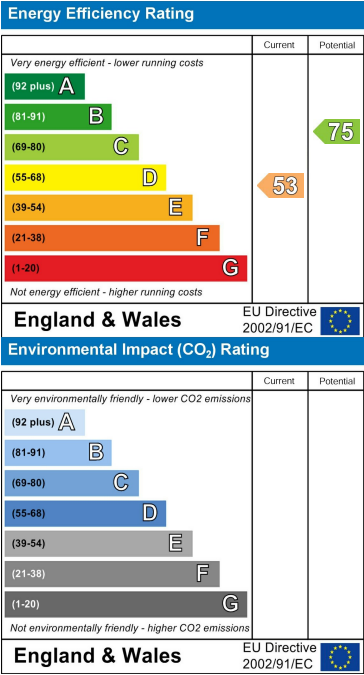 Energy Efficiency Rating
Current Potential
Very energy efficient - lower running costs
(92 plus) A
(81-91) B
(69-80) C
75
(55-68) D
53
(39-54) E
(21-38) F
(1-20) G
Not energy efficient - higher running costs
England & Wales
EU Directive
2002/91/EC
Environmental Impact (CO₂) Rating
Current Potential
Very environmentally friendly - lower CO2 emissions
(92 plus) A
(81-91) B
(69-80) C
(55-68) D
(39-54) E
(21-38) F
(1-20) G
Not environmentally friendly - higher CO2 emissions
England & Wales
EU Directive
2002/91/EC